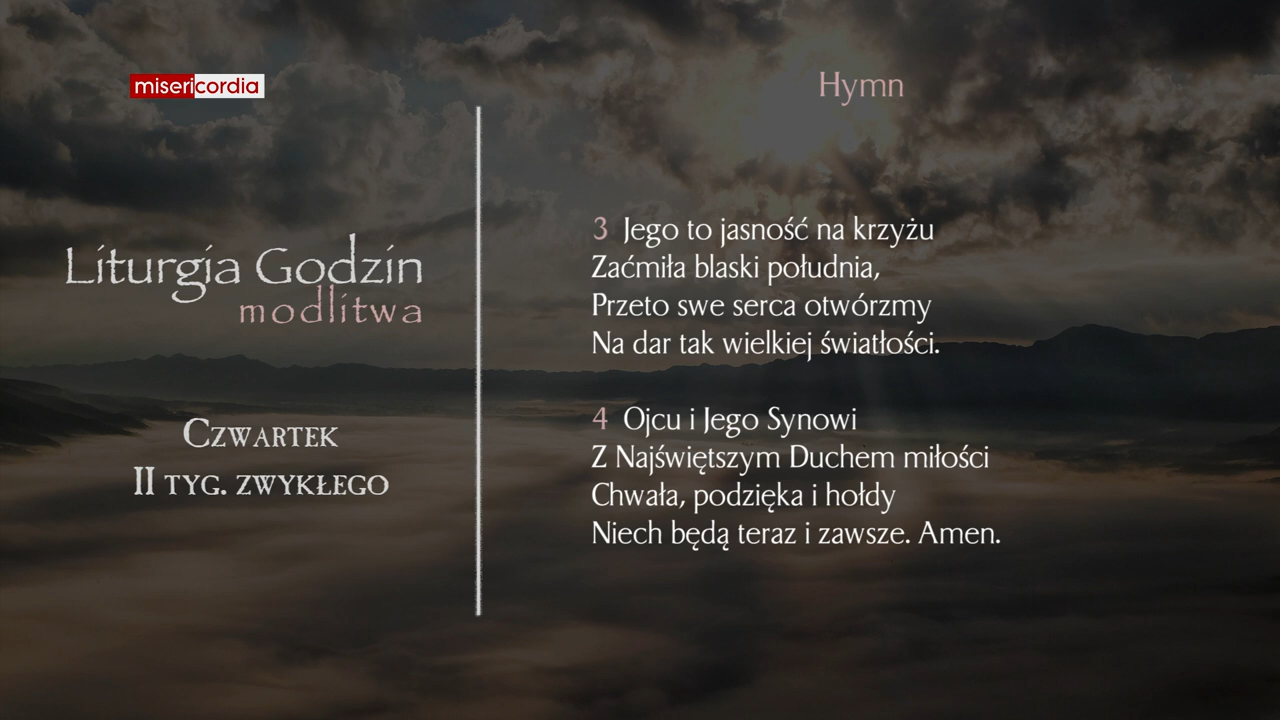 misericordia
Liturgia Godzin
modlitwa
Czwartek
II tyg. zwykłego
Hymn
3 Jego to jasność na krzyżu
Zaćmiła blaski południa,
Przeto swe serca otwórzmy
Na dar tak wielkiej światłości.
4 Ojcu i Jego Synowi
Z Najświętszym Duchem miłości
Chwała, podzięka i hołdy
Niech będą teraz i zawsze. Amen.